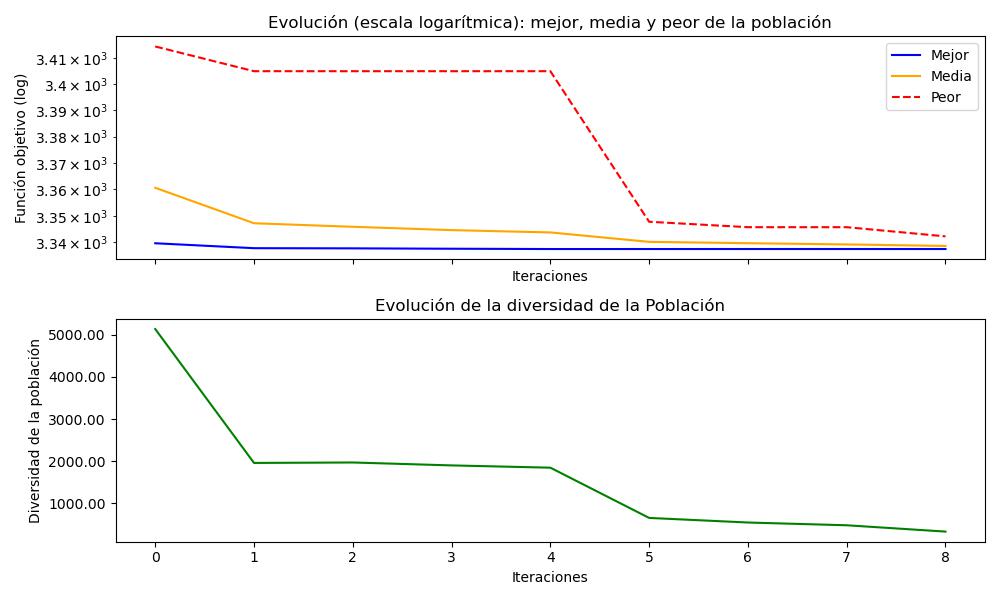 Evolución (escala logarítmica): mejor, media y peor de la población
Función objetivo (log)
3.41 × 10³
3.4 × 10³
3.39 × 10³
3.38 × 10³
3.37 × 10³
3.36 × 10³
3.35 × 10³
3.34 × 10³
Mejor
Media
Peor
Iteraciones
Evolución de la diversidad de la Población
Diversidad de la población
5000.00
4000.00
3000.00
2000.00
1000.00
0 1 2 3 4 5 6 7 8
Iteraciones